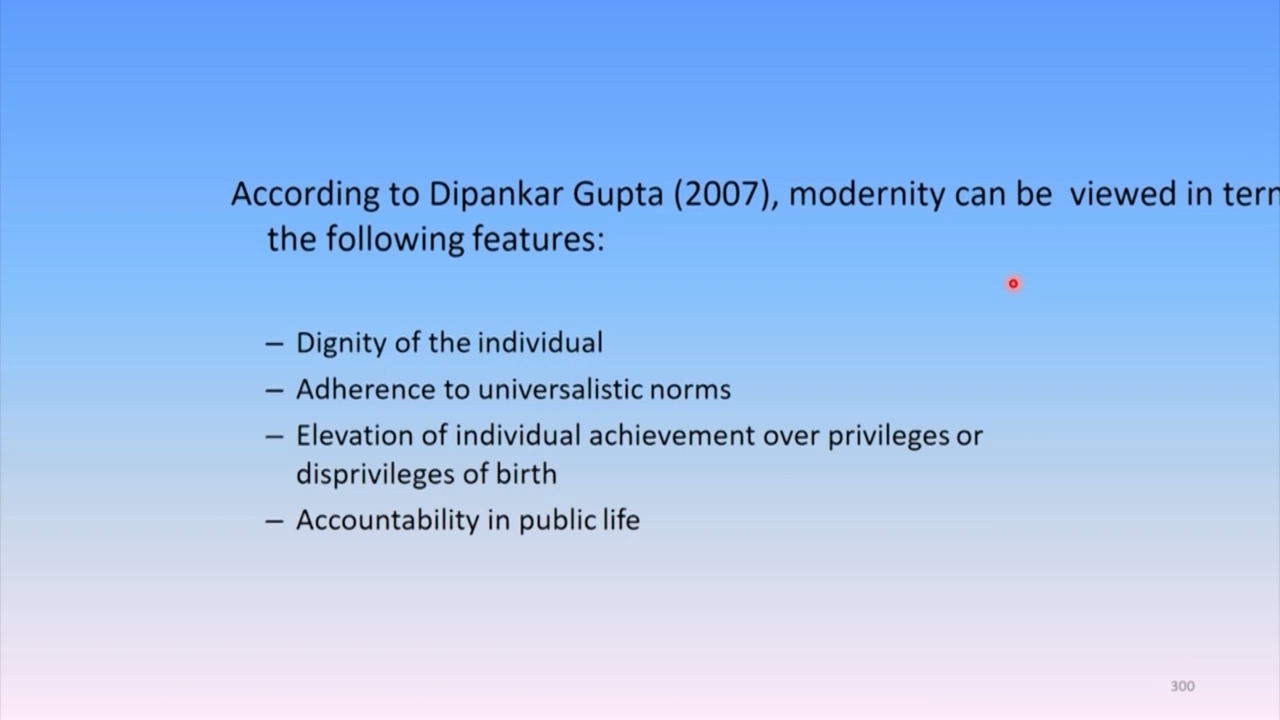 According to Dipankar Gupta (2007), modernity can be viewed in
the following features:
– Dignity of the individual
– Adherence to universalistic norms
– Elevation of individual achievement over privileges or
disprivileges of birth
– Accountability in public life
300